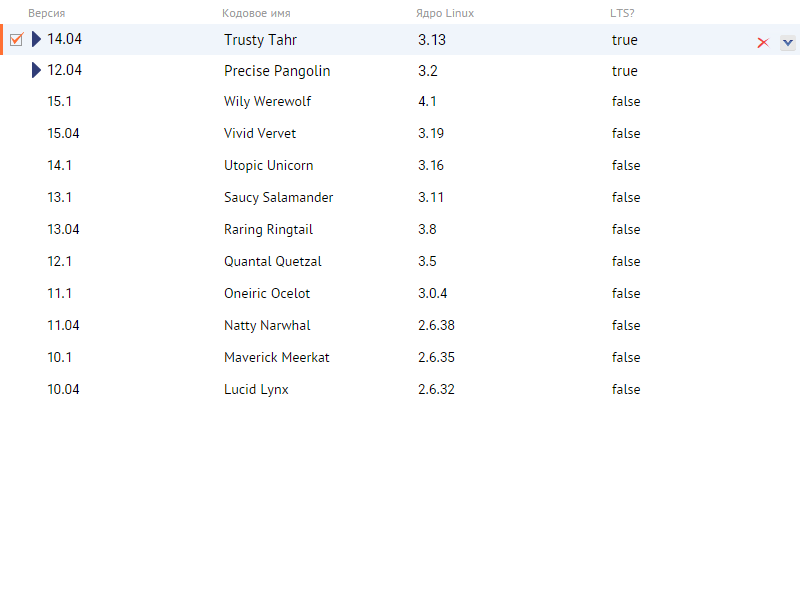 Версия Кодовое имя Ядро Linux LTS?
14.04 Trusty Tahr 3.13 true
12.04 Precise Pangolin 3.2 true
15.1 Wily Werewolf 4.1 false
15.04 Vivid Vervet 3.19 false
14.1 Utopic Unicorn 3.16 false
13.1 Saucy Salamander 3.11 false
13.04 Raring Ringtail 3.8 false
12.1 Quantal Quetzal 3.5 false
11.1 Oneiric Ocelot 3.0.4 false
11.04 Natty Narwhal 2.6.38 false
10.1 Maverick Meerkat 2.6.35 false
10.04 Lucid Lynx 2.6.32 false